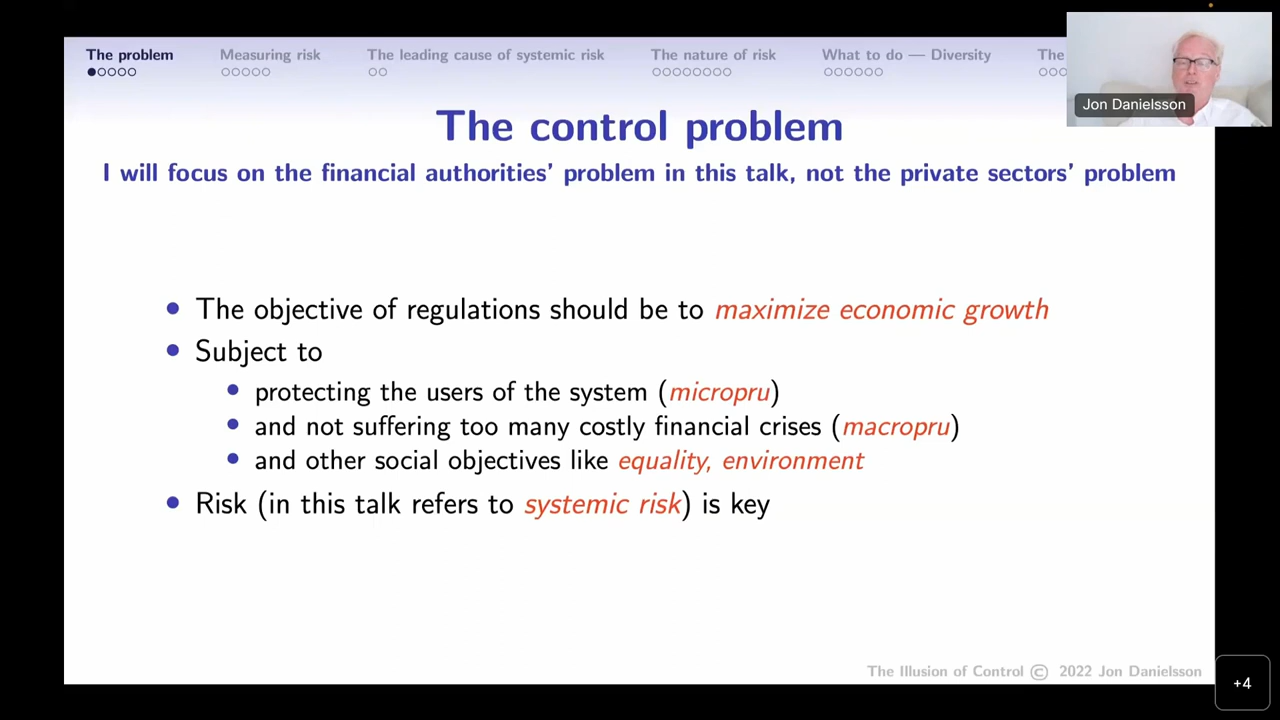 The problem
Measuring risk
The leading cause of systemic risk
The nature of risk
What to do — Diversity
The
Jon Danielsson
The control problem
I will focus on the financial authorities’ problem in this talk, not the private sectors’ problem
• The objective of regulations should be to maximize economic growth
• Subject to
• protecting the users of the system (micropru)
• and not suffering too many costly financial crises (macropru)
• and other social objectives like equality, environment
• Risk (in this talk refers to systemic risk) is key
The Illusion of Control © 2022 Jon Danielsson
+4